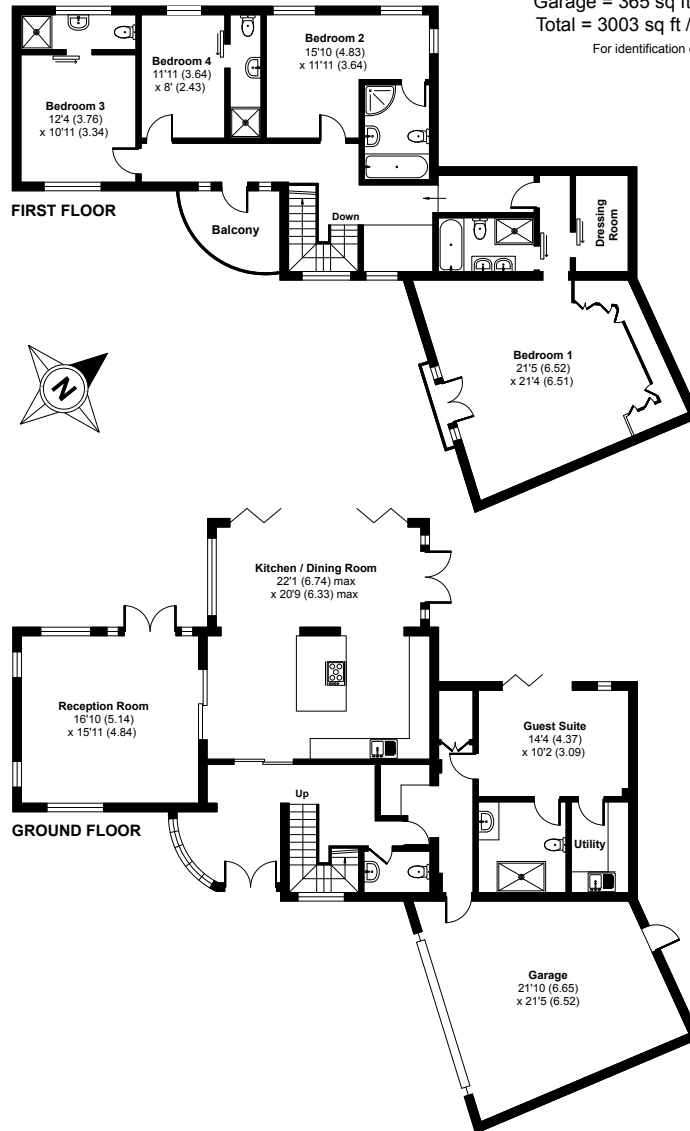 Garage = 365 sq ft
Total = 3003 sq ft /
For identification
Bedroom 2
15'10 (4.83)
x 11'11 (3.64)
Bedroom 4
11'11 (3.64)
x 8' (2.43)
Bedroom 3
12'4 (3.76)
x 10'11 (3.34)
FIRST FLOOR
Balcony
Down
Dressing
Room
Bedroom 1
21'5 (6.52)
x 21'4 (6.51)
N
Kitchen / Dining Room
22'1 (6.74) max
x 20'9 (6.33) max
Reception Room
16'10 (5.14)
x 15'11 (4.84)
Guest Suite
14'4 (4.37)
x 10'2 (3.09)
Up
GROUND FLOOR
Utility
Garage
21'10 (6.65)
x 21'5 (6.52)